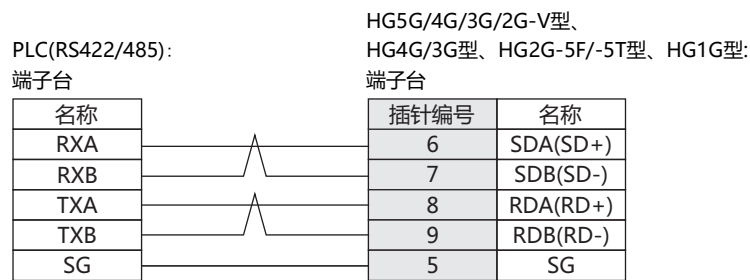 HG5G/4G/3G/2G-V型、
PLC(RS422/485): HG4G/3G型、HG2G-5F/-5T型、HG1G型:
端子台 端子台
名称 插针编号 名称
RXA 6 SDA(SD+)
RXB 7 SDB(SD-)
TXA 8 RDA(RD+)
TXB 9 RDB(RD-)
SG 5 SG